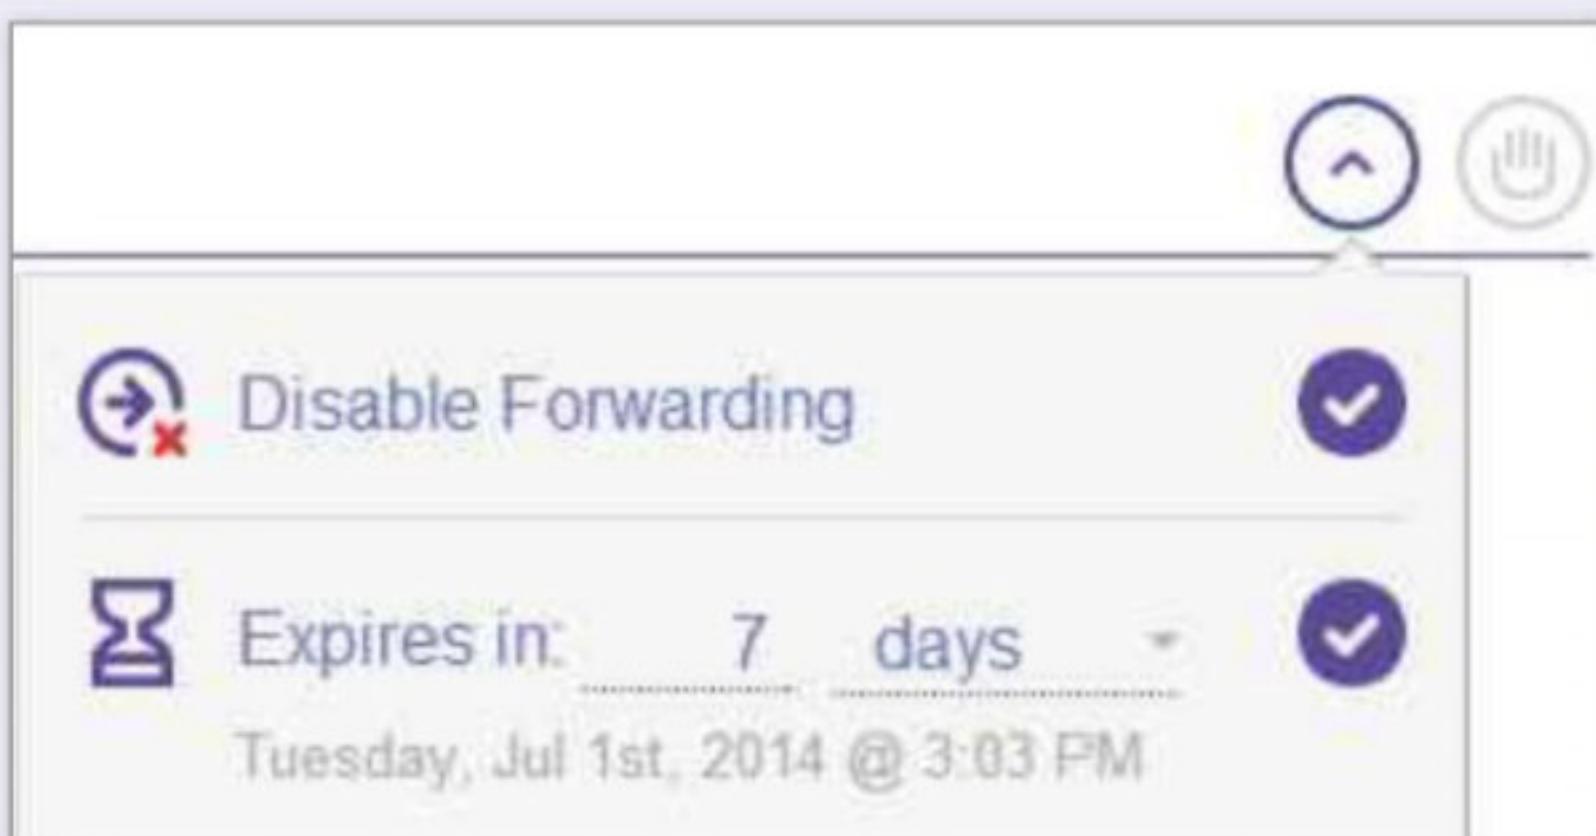 Disable Forwarding
Expires in: 7 days
Tuesday, Jul 1st, 2014 @ 3:03 PM